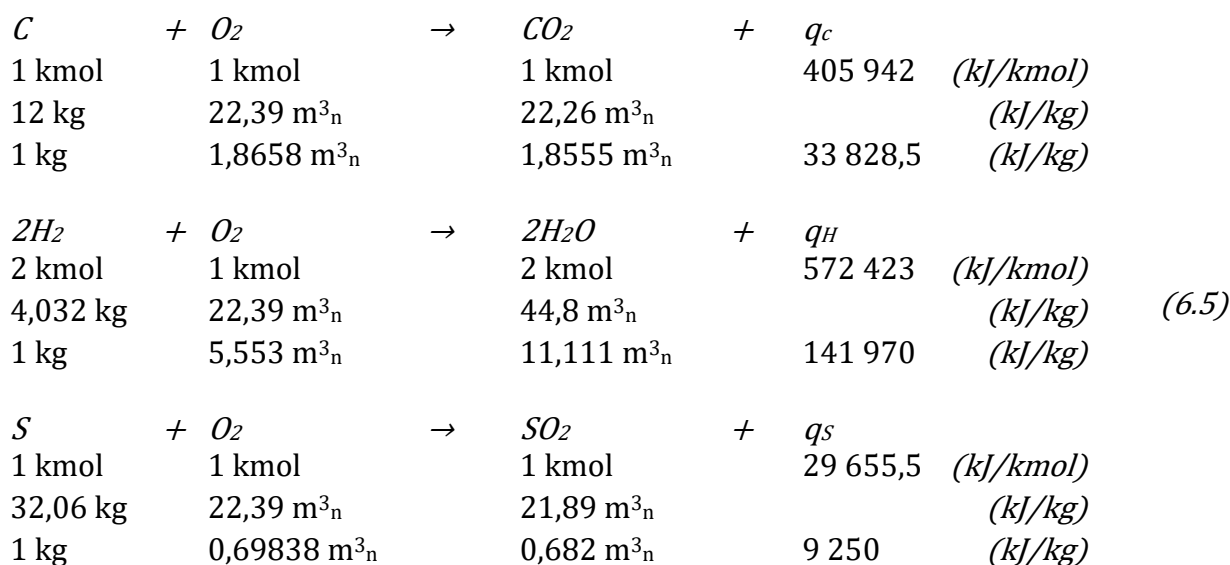 C + O₂ → CO₂ + q_c
1 kmol 1 kmol 1 kmol 405 942 (kJ/kmol)
12 kg 22,39 m³ₙ 22,26 m³ₙ (kJ/kg)
1 kg 1,8658 m³ₙ 1,8555 m³ₙ 33 828,5 (kJ/kg)
2H₂ + O₂ → 2H₂O + q_H
2 kmol 1 kmol 2 kmol 572 423 (kJ/kmol)
4,032 kg 22,39 m³ₙ 44,8 m³ₙ (kJ/kg) (6.5)
1 kg 5,553 m³ₙ 11,111 m³ₙ 141 970 (kJ/kg)
S + O₂ → SO₂ + q_S
1 kmol 1 kmol 1 kmol 29 655,5 (kJ/kmol)
32,06 kg 22,39 m³ₙ 21,89 m³ₙ (kJ/kg)
1 kg 0,69838 m³ₙ 0,682 m³ₙ 9 250 (kJ/kg)